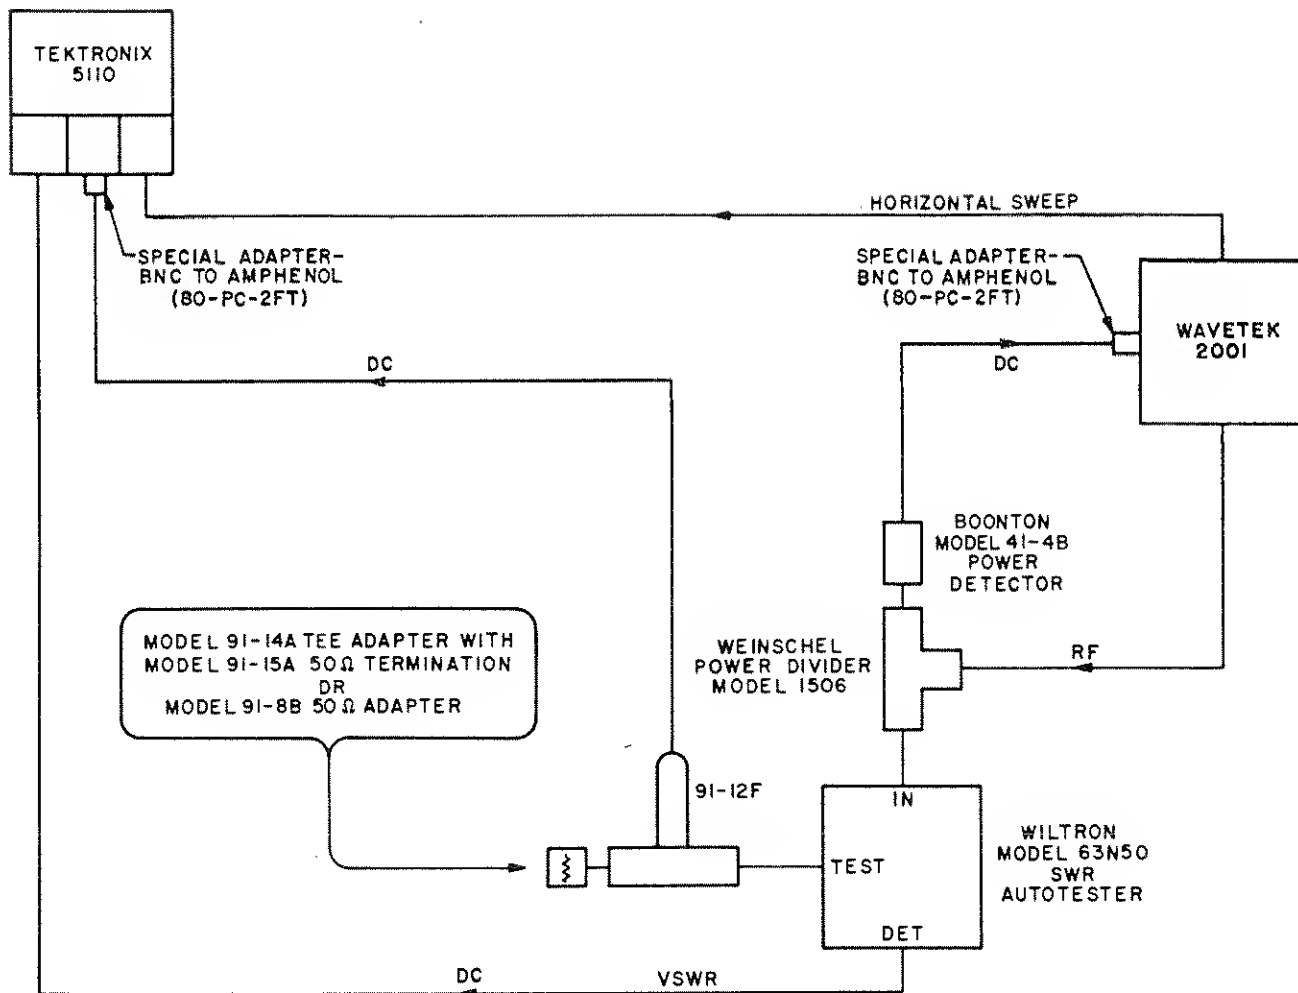 TEKTRONIX
5110
HORIZONTAL SWEEP
SPECIAL ADAPTER-
BNC TO AMPHENOL
(80-PC-2FT)
SPECIAL ADAPTER-
BNC TO AMPHENOL
(80-PC-2FT)
WAVETEK
2001
DC
DC
BOONTON
MODEL 41-4B
POWER
DETECTOR
MODEL 91-14A TEE ADAPTER WITH
MODEL 91-15A 50Ω TERMINATION
OR
MODEL 91-8B 50Ω ADAPTER
WEINSCHEL
POWER DIVIDER
MODEL 1506
RF
91-12F
IN
TEST
DET
WILTRON
MODEL 63N50
SWR
AUTOTESTER
DC
VSWR